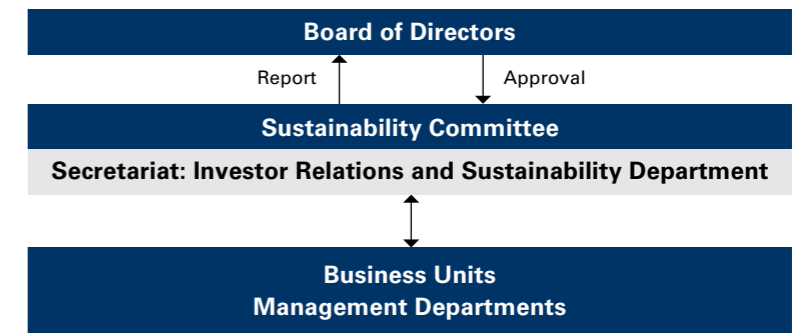 Board of Directors
Report
Approval
Sustainability Committee
Secretariat: Investor Relations and Sustainability Department
Business Units
Management Departments